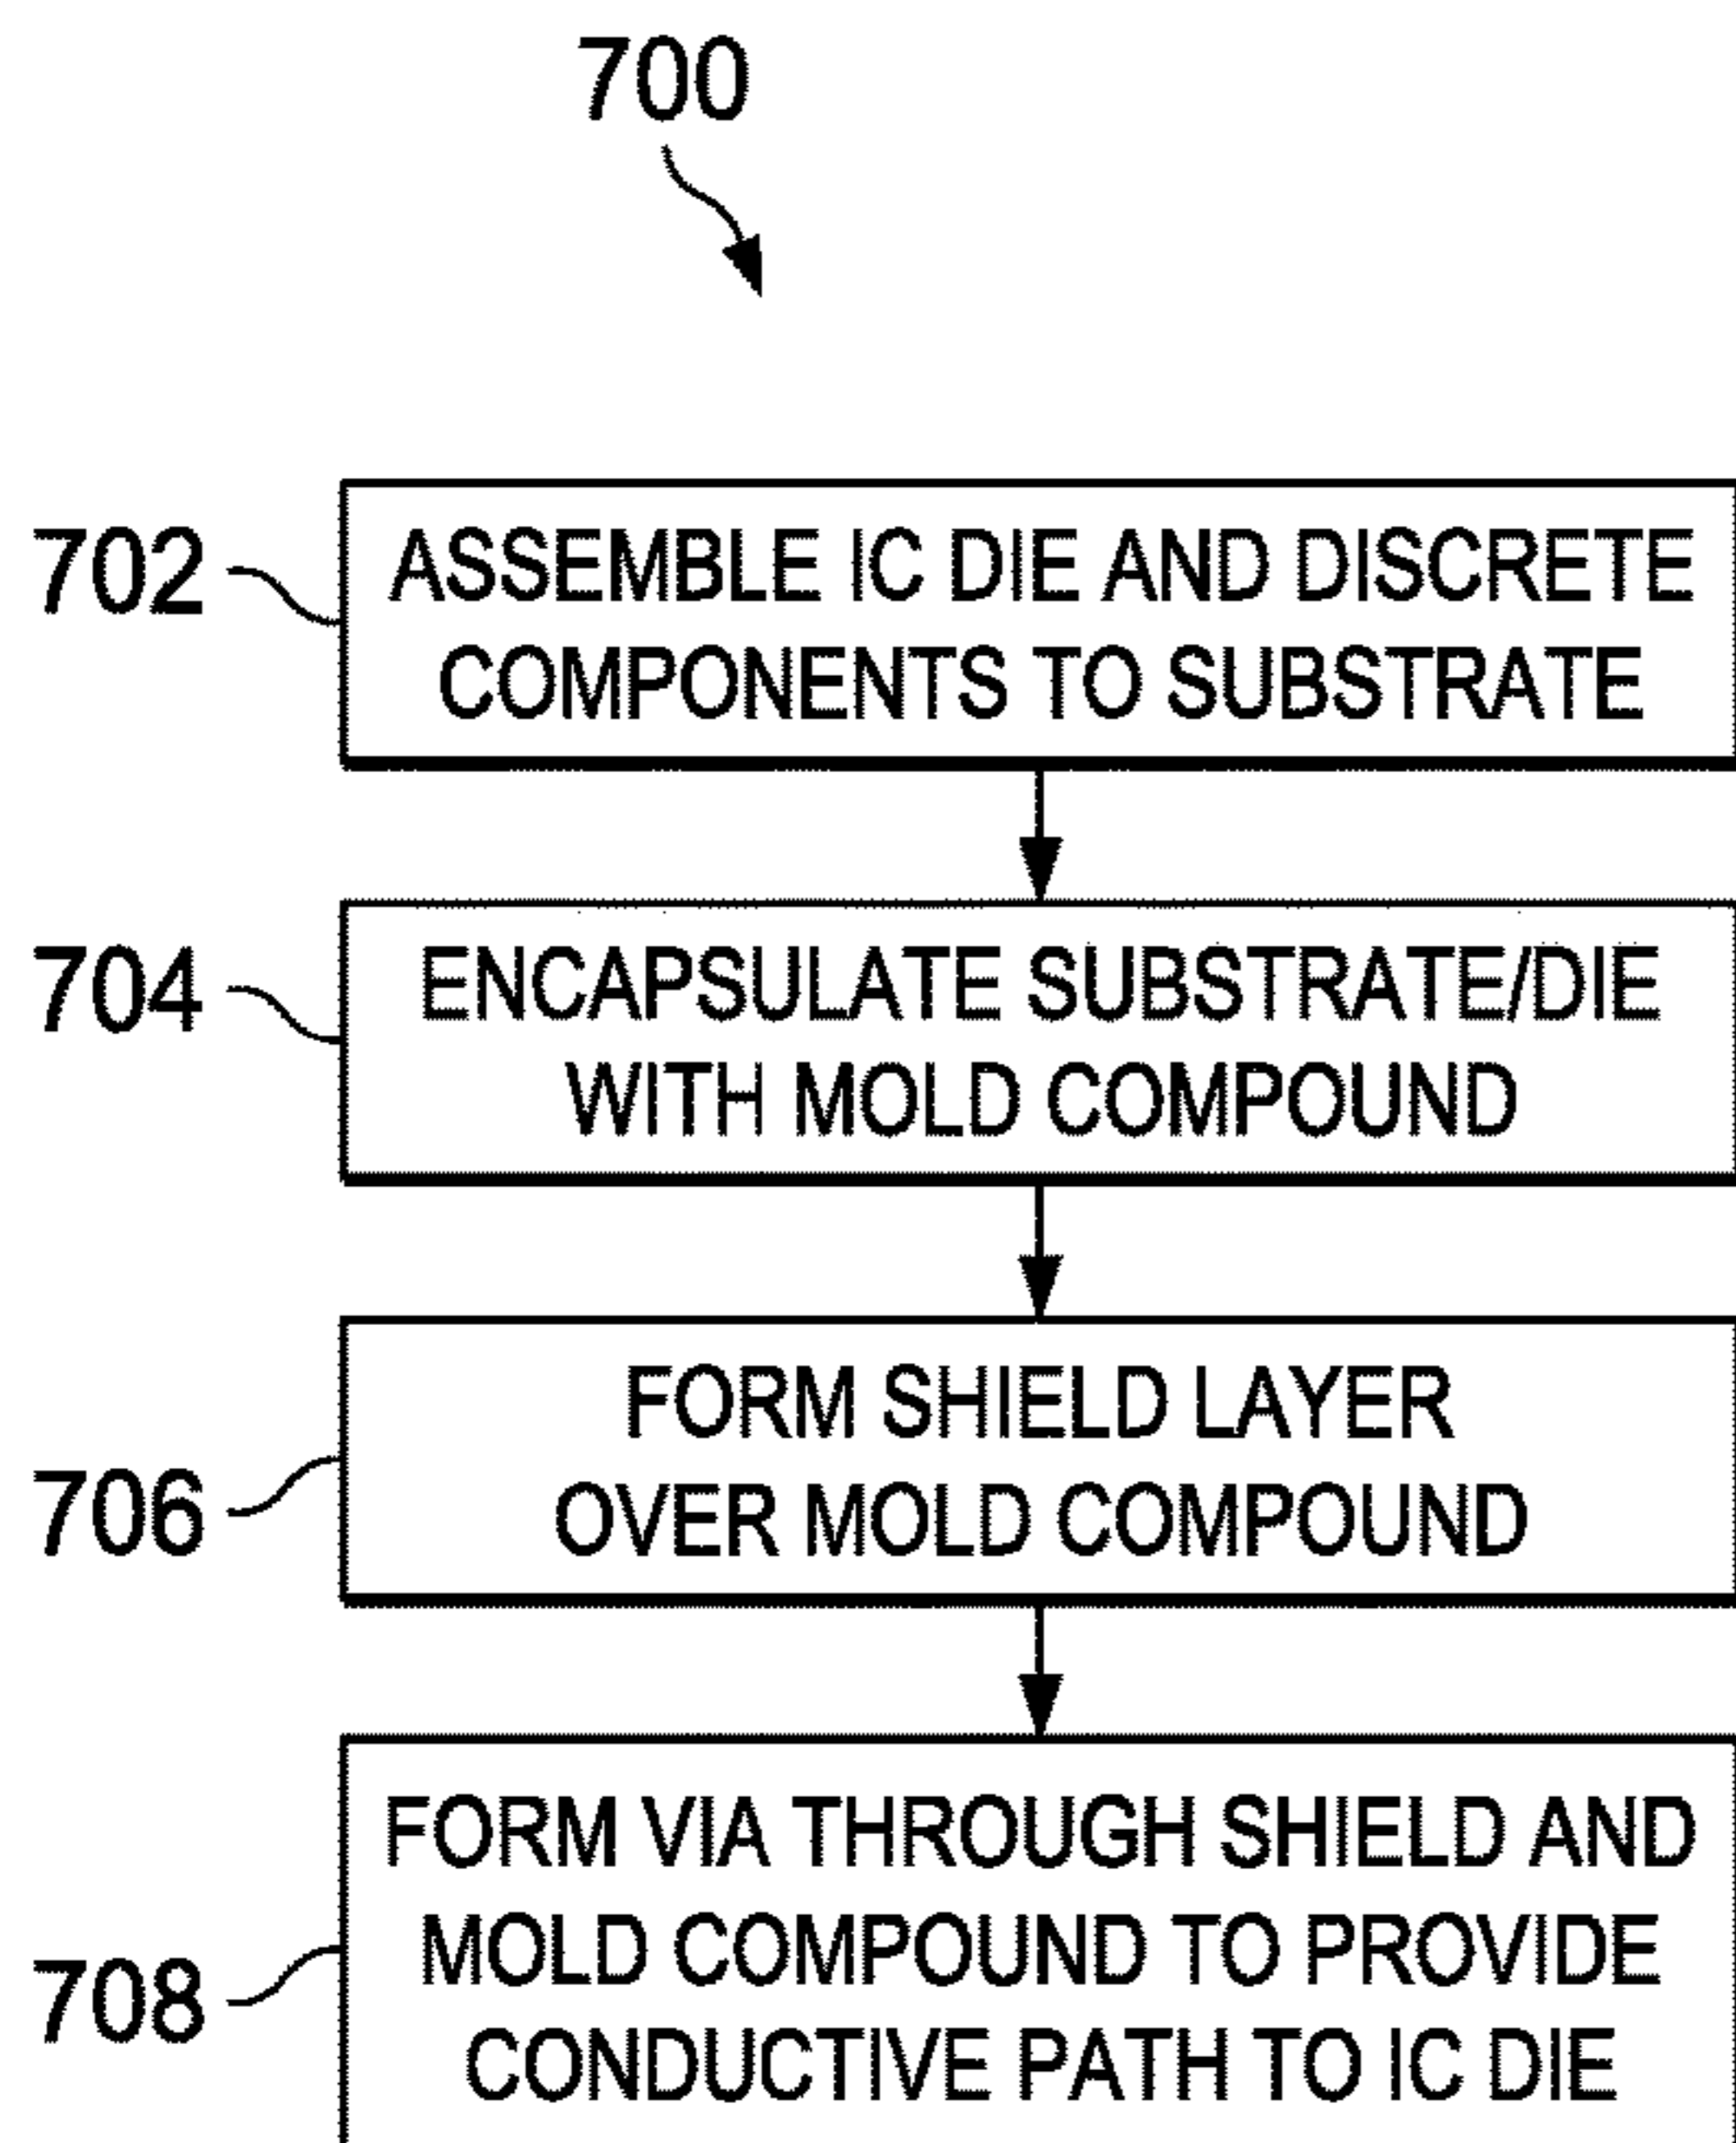 700
702
ASSEMBLE IC DIE AND DISCRETE
COMPONENTS TO SUBSTRATE
704
ENCAPSULATE SUBSTRATE/DIE
WITH MOLD COMPOUND
706
FORM SHIELD LAYER
OVER MOLD COMPOUND
708
FORM VIA THROUGH SHIELD AND
MOLD COMPOUND TO PROVIDE
CONDUCTIVE PATH TO IC DIE